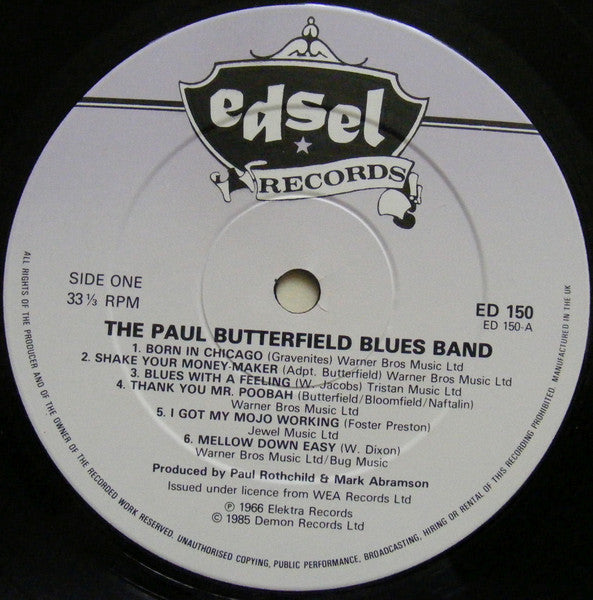 edsel
RECORDS
SIDE ONE
33 ⅓ RPM
ED 150
ED 150-A
THE PAUL BUTTERFIELD BLUES BAND
1. BORN IN CHICAGO (Gravenites) Warner Bros Music Ltd
2. SHAKE YOUR MONEY-MAKER (Adpt. Butterfield) Warner Bros Music Ltd
3. BLUES WITH A FEELING (W. Jacobs) Tristan Music Ltd
4. THANK YOU MR. POOBAH (Butterfield/Bloomfield/Naftalin)
Warner Bros Music Ltd
5. I GOT MY MOJO WORKING (Foster Preston)
Jewel Music Ltd
6. MELLOW DOWN EASY (W. Dixon)
Warner Bros Music Ltd/Bug Music
Produced by Paul Rothchild & Mark Abramson
Issued under licence from WEA Records Ltd
Ⓟ 1966 Elektra Records
© 1985 Demon Records Ltd
ALL RIGHTS OF THE PRODUCER AND OF THE OWNER OF THE RECORDED WORK RESERVED. UNAUTHORISED COPYING, PUBLIC PERFORMANCE, BROADCASTING, HIRING OR RENTAL OF THIS RECORDING PROHIBITED. MANUFACTURED IN THE UK